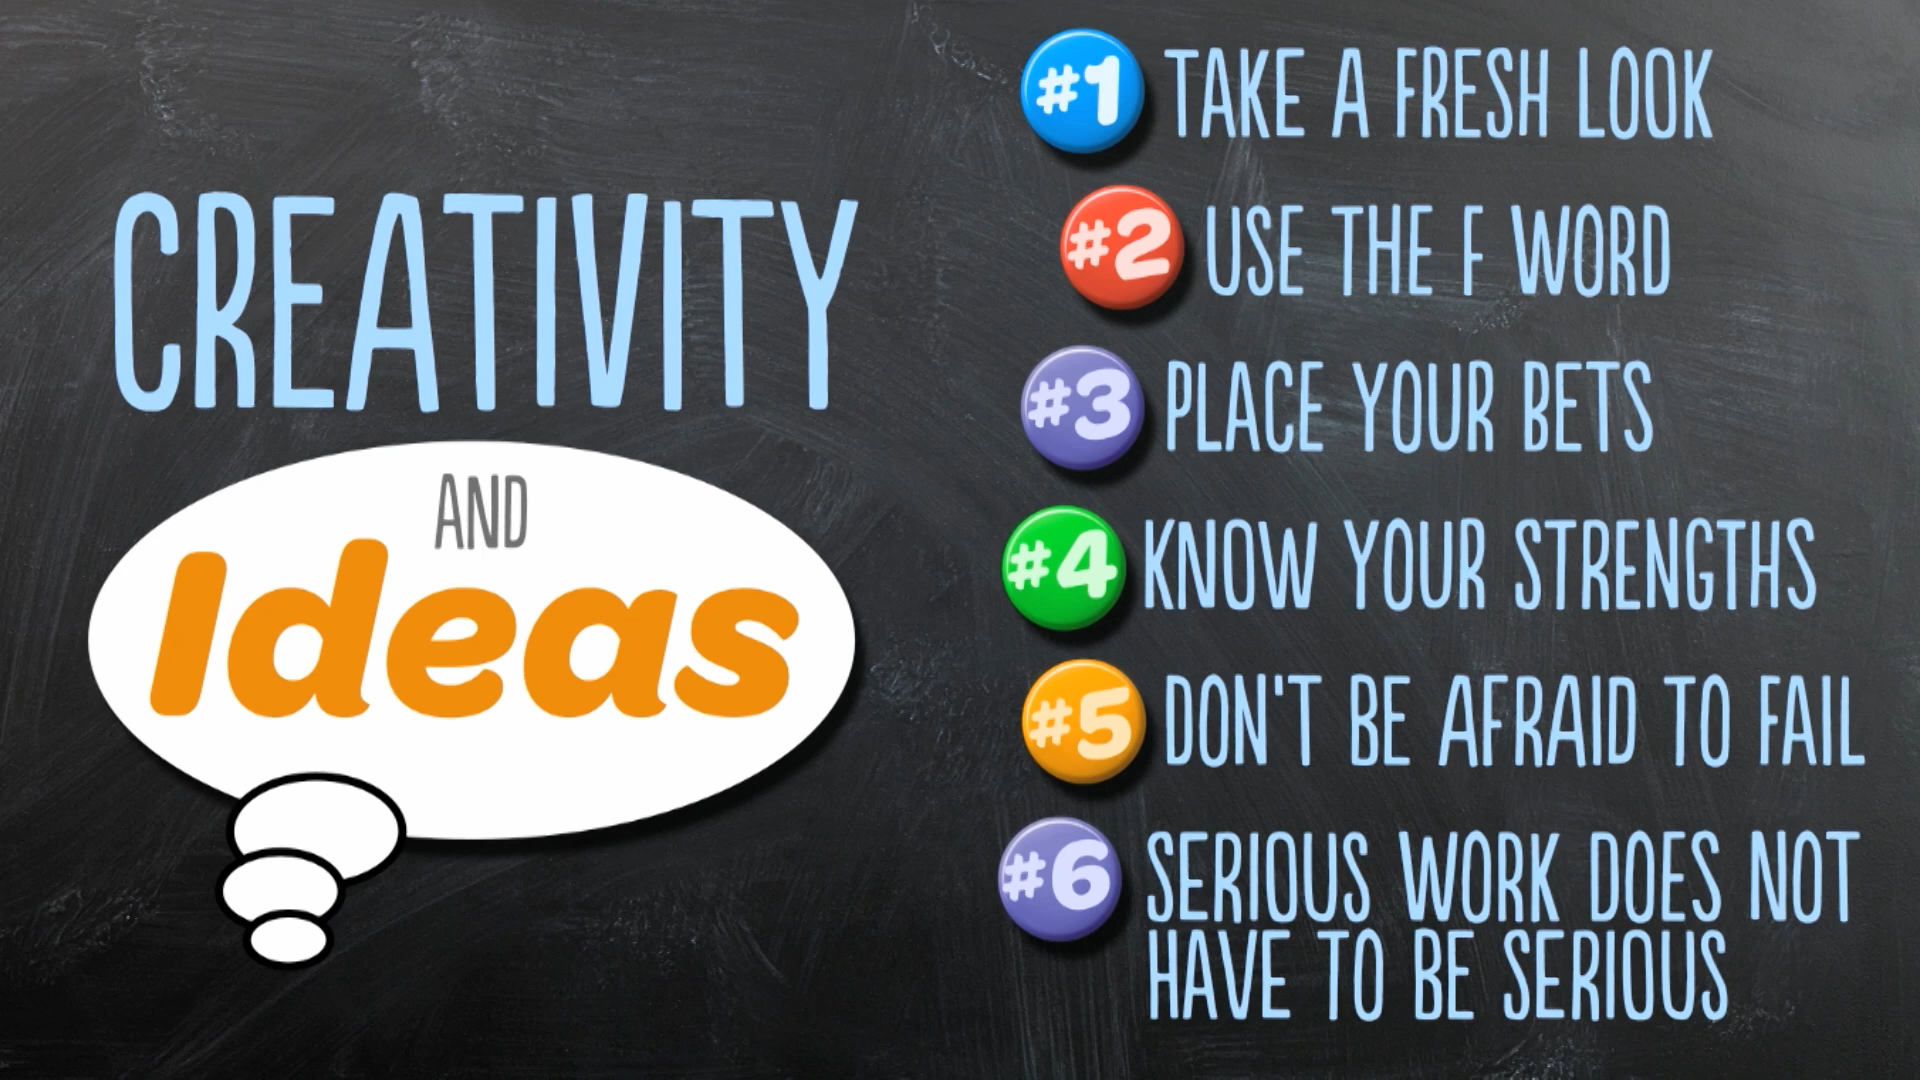 CREATIVITY
AND
Ideas
#1 TAKE A FRESH LOOK
#2 USE THE F WORD
#3 PLACE YOUR BETS
#4 KNOW YOUR STRENGTHS
#5 DON'T BE AFRAID TO FAIL
#6 SERIOUS WORK DOES NOT
HAVE TO BE SERIOUS